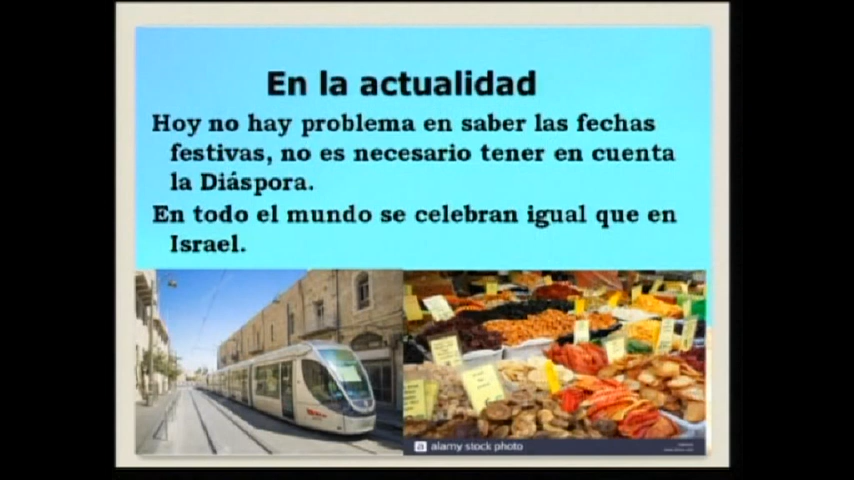 En la actualidad
Hoy no hay problema en saber las fechas
festivas, no es necesario tener en cuenta
la Diáspora.
En todo el mundo se celebran igual que en
Israel.
a alamy stock photo